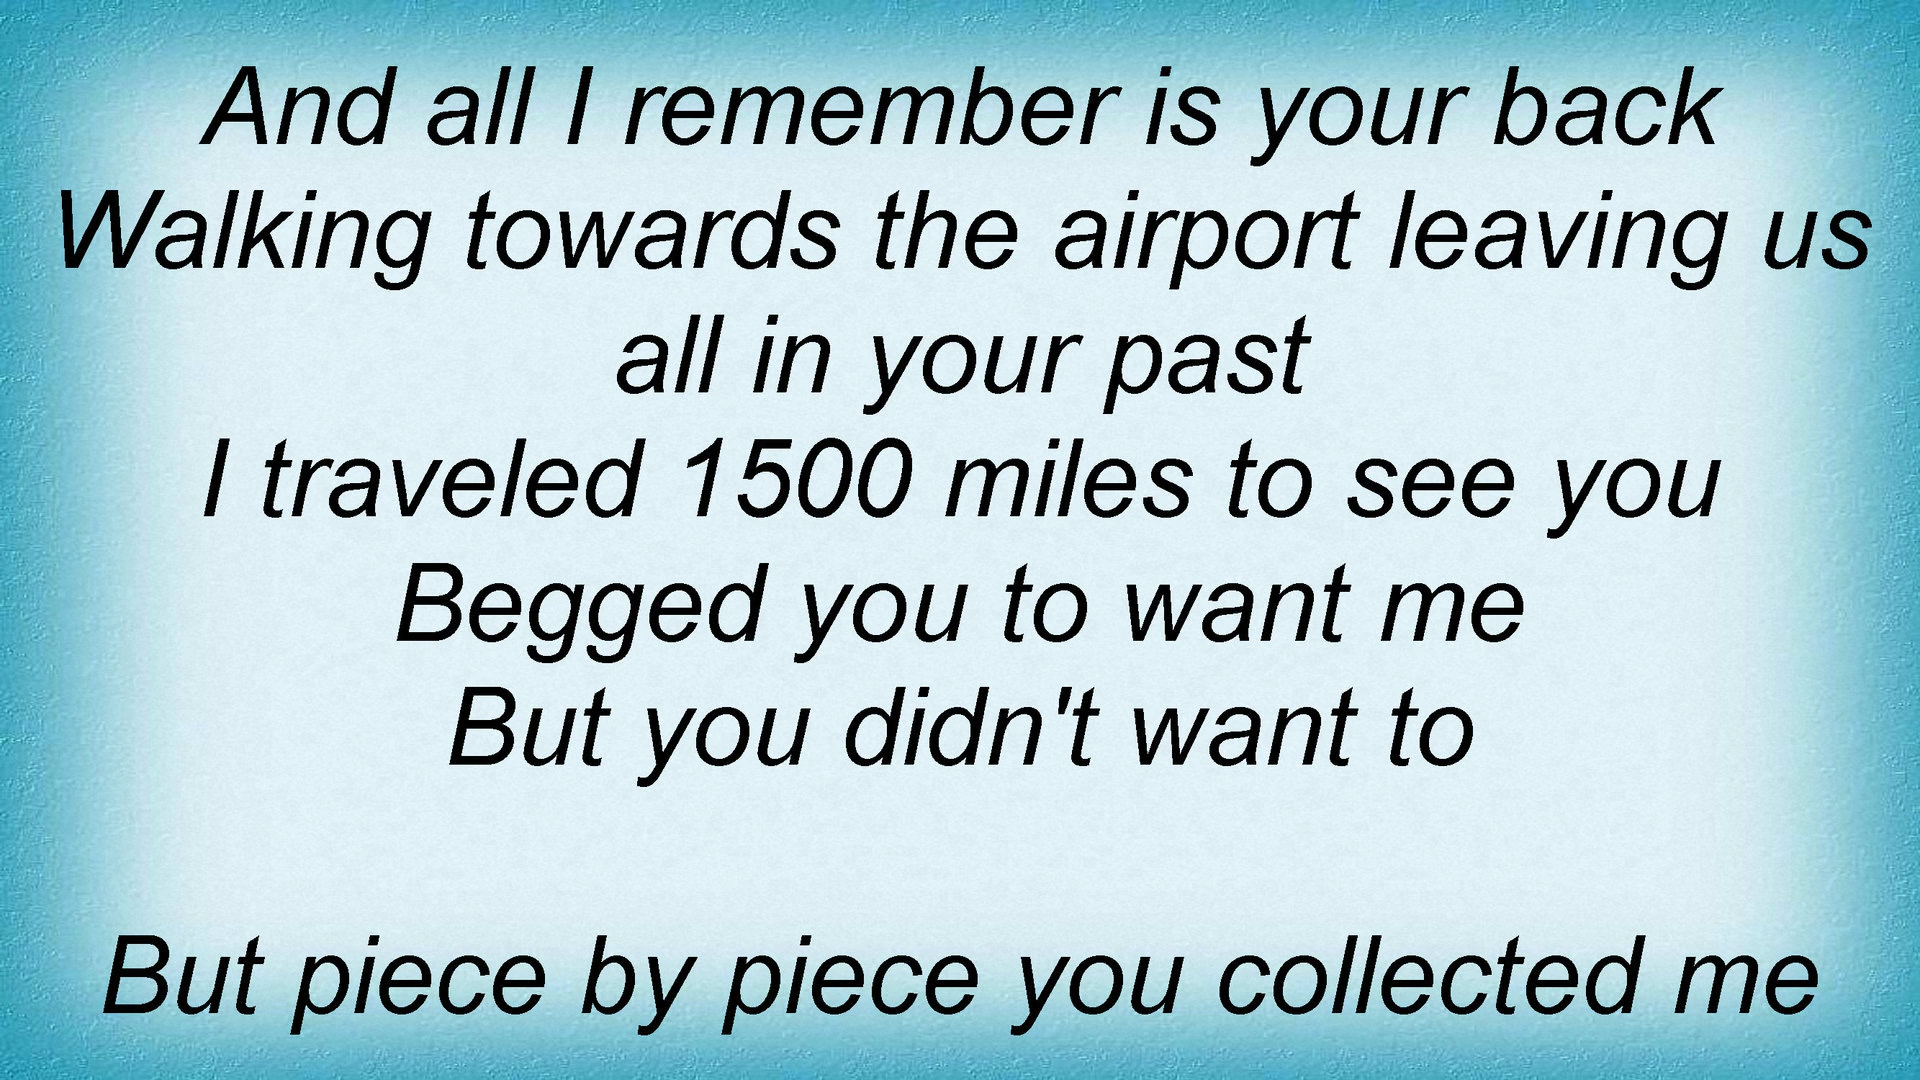 And all I remember is your back
Walking towards the airport leaving us
all in your past
I traveled 1500 miles to see you
Begged you to want me
But you didn't want to
But piece by piece you collected me